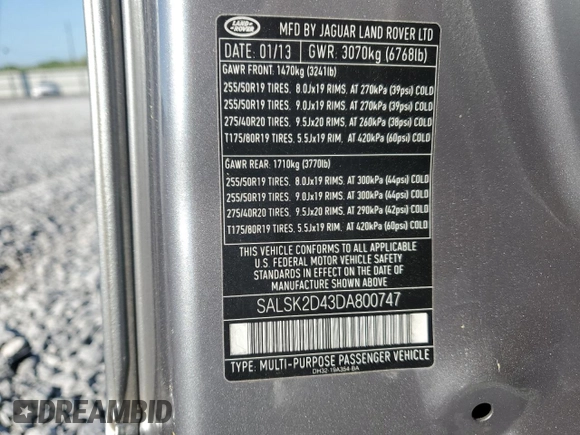 LAND ROVER
MFD BY JAGUAR LAND ROVER LTD
DATE: 01/13 GWR: 3070kg (6768lb)
GAWR FRONT: 1470kg (3241lb)
255/50R19 TIRES, 8.0Jx19 RIMS, AT 270kPa (39psi) COLD
255/50R19 TIRES, 9.0Jx19 RIMS, AT 270kPa (39psi) COLD
275/40R20 TIRES, 9.5Jx20 RIMS, AT 260kPa (38psi) COLD
T175/80R19 TIRES, 5.5Jx19 RIM, AT 420kPa (60psi) COLD
GAWR REAR: 1710kg (3770lb)
255/50R19 TIRES, 8.0Jx19 RIMS, AT 300kPa (44psi) COLD
255/50R19 TIRES, 9.0Jx19 RIMS, AT 300kPa (44psi) COLD
275/40R20 TIRES, 9.5Jx20 RIMS, AT 290kPa (42psi) COLD
T175/80R19 TIRES, 5.5Jx19 RIM, AT 420kPa (60psi) COLD
THIS VEHICLE CONFORMS TO ALL APPLICABLE
U.S. FEDERAL MOTOR VEHICLE SAFETY
STANDARDS IN EFFECT ON THE DATE OF
MANUFACTURE SHOWN ABOVE
SALSK2D43DA800747
TYPE: MULTI-PURPOSE PASSENGER VEHICLE
DH32-19A354-BA
DREAMBID